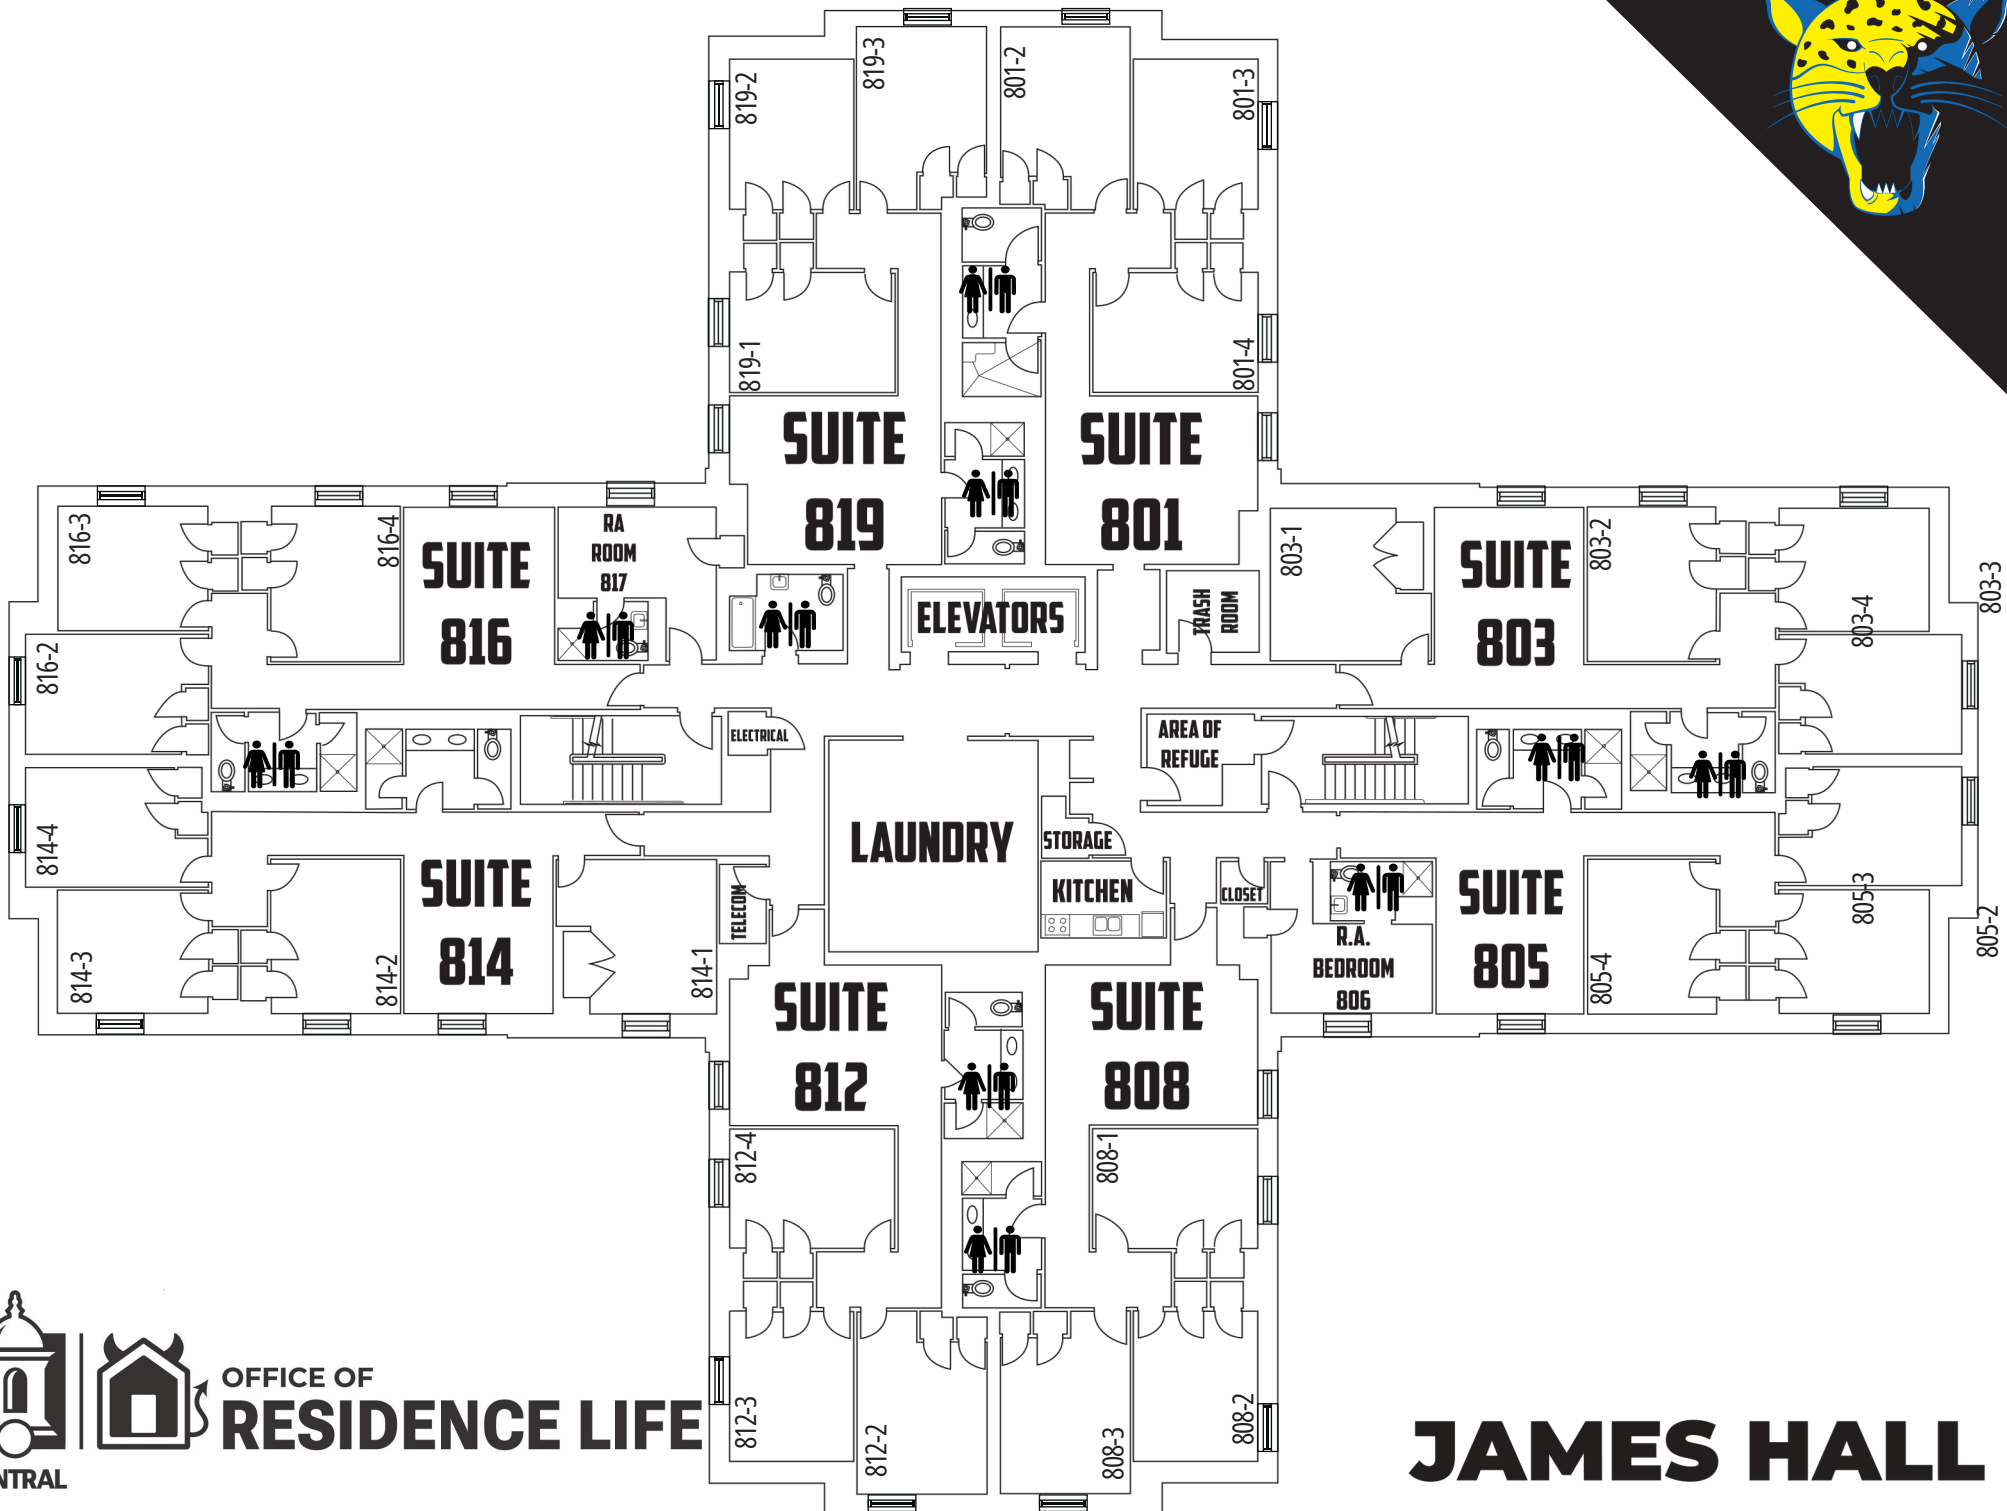 819-3
801-2
819-2
801-3
819-1
801-4
SUITE
819
SUITE
801
816-3
816-4
SUITE
816
RA
ROOM
817
ELEVATORS
TRASH
ROOM
803-1
SUITE
803
803-2
803-4
803-3
816-2
ELECTRICAL
AREA OF
REFUGE
814-4
SUITE
814
814-3
814-2
814-1
TELECOM
LAUNDRY
STORAGE
KITCHEN
CLOSET
R.A.
BEDROOM
806
SUITE
805
805-4
805-3
805-2
SUITE
812
SUITE
808
812-4
808-1
812-3
812-2
808-3
808-2
NTRAL
OFFICE OF
RESIDENCE LIFE
JAMES HALL